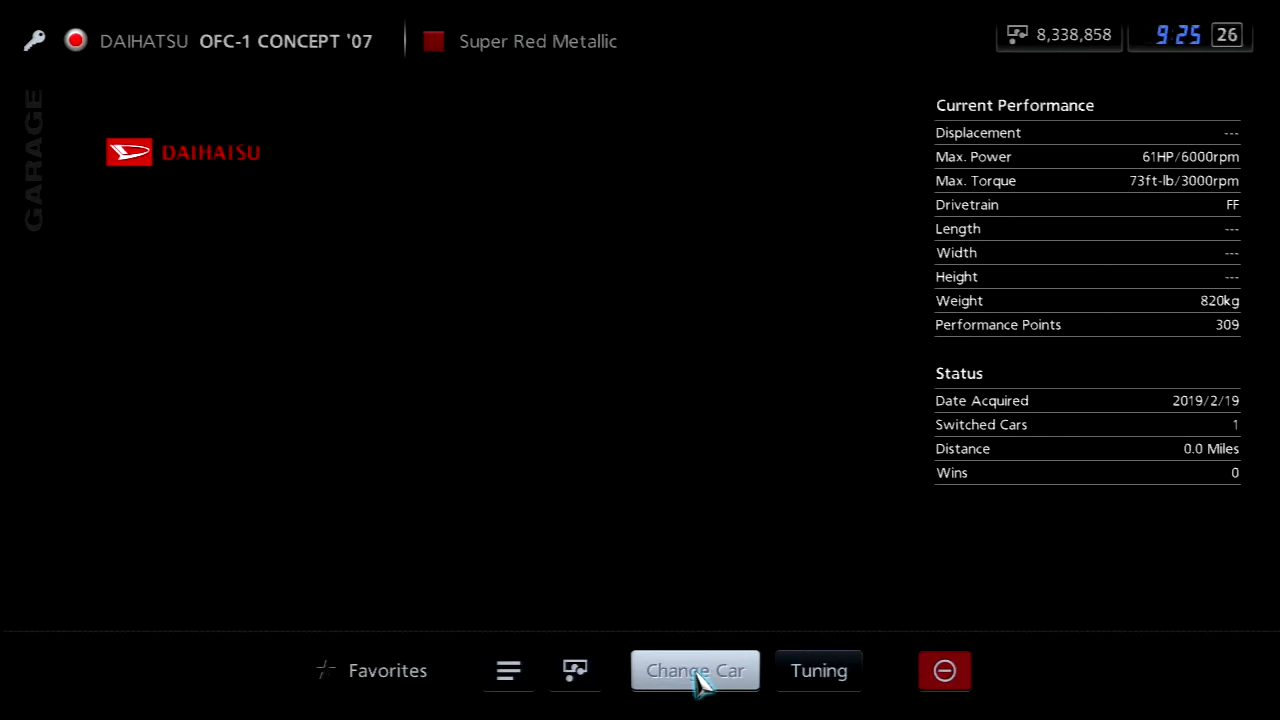 DAIHATSU OFC-1 CONCEPT '07
Super Red Metallic
8,338,858
9:25 26
GARAGE
DAIHATSU
Current Performance
Displacement ---
Max. Power 61HP/6000rpm
Max. Torque 73ft-lb/3000rpm
Drivetrain FF
Length ---
Width ---
Height ---
Weight 820kg
Performance Points 309
Status
Date Acquired 2019/2/19
Switched Cars 1
Distance 0.0 Miles
Wins 0
Favorites
Change Car
Tuning